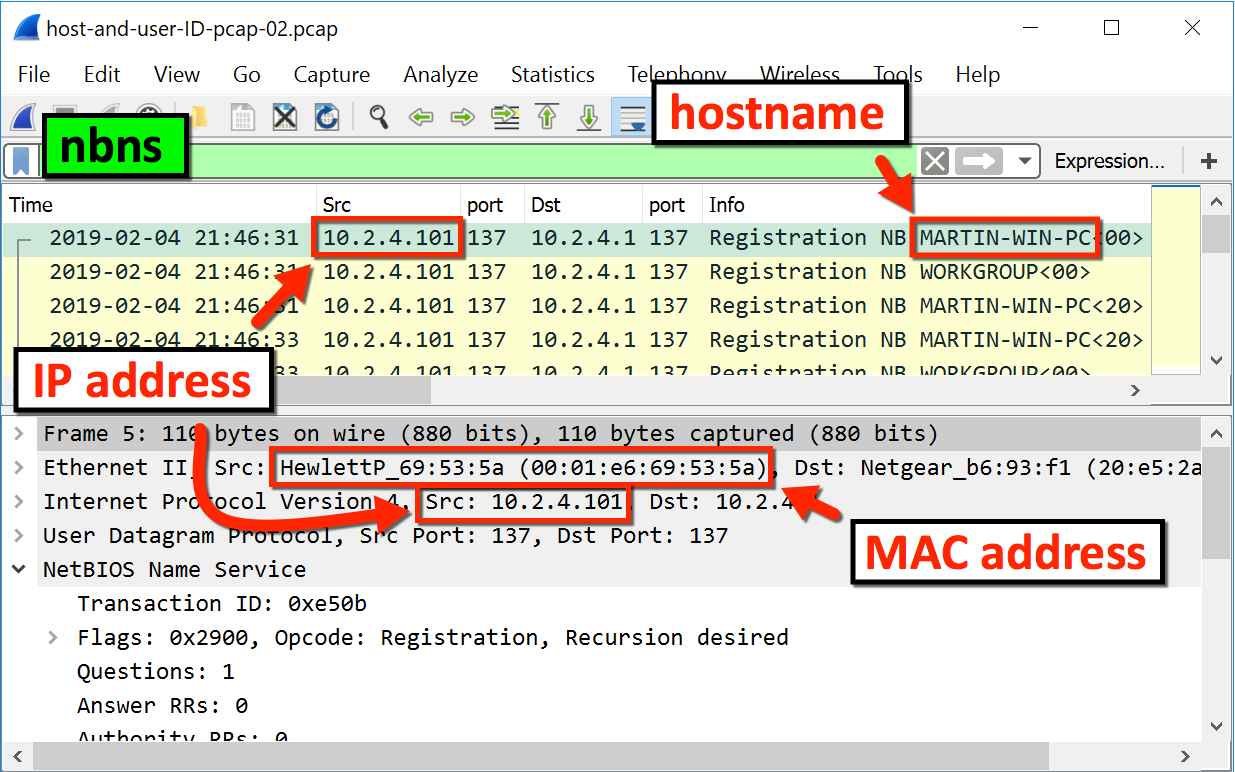 host-and-user-ID-pcap-02.pcap
File Edit View Go Capture Analyze Statistics Telephony Wireless Tools Help
hostname
nbns
Expression... +
Time Src port Dst port Info
2019-02-04 21:46:31 10.2.4.101 137 10.2.4.1 137 Registration NB MARTIN-WIN-PC<00>
2019-02-04 21:46:31 10.2.4.101 137 10.2.4.1 137 Registration NB WORKGROUP<00>
2019-02-04 21:46:31 10.2.4.101 137 10.2.4.1 137 Registration NB MARTIN-WIN-PC<20>
2019-02-04 21:46:33 10.2.4.101 137 10.2.4.1 137 Registration NB MARTIN-WIN-PC<20>
33 10.2.4.101 137 10.2.4.1 137 Registration NB WORKGROUP<00>
IP address
Frame 5: 110 bytes on wire (880 bits), 110 bytes captured (880 bits)
Ethernet II, Src: HewlettP_69:53:5a (00:01:e6:69:53:5a), Dst: Netgear_b6:93:f1 (20:e5:2a
Internet Protocol Version 4, Src: 10.2.4.101, Dst: 10.2.4
User Datagram Protocol, Src Port: 137, Dst Port: 137
MAC address
NetBIOS Name Service
Transaction ID: 0xe50b
Flags: 0x2900, Opcode: Registration, Recursion desired
Questions: 1
Answer RRs: 0
Authority RRs: 0